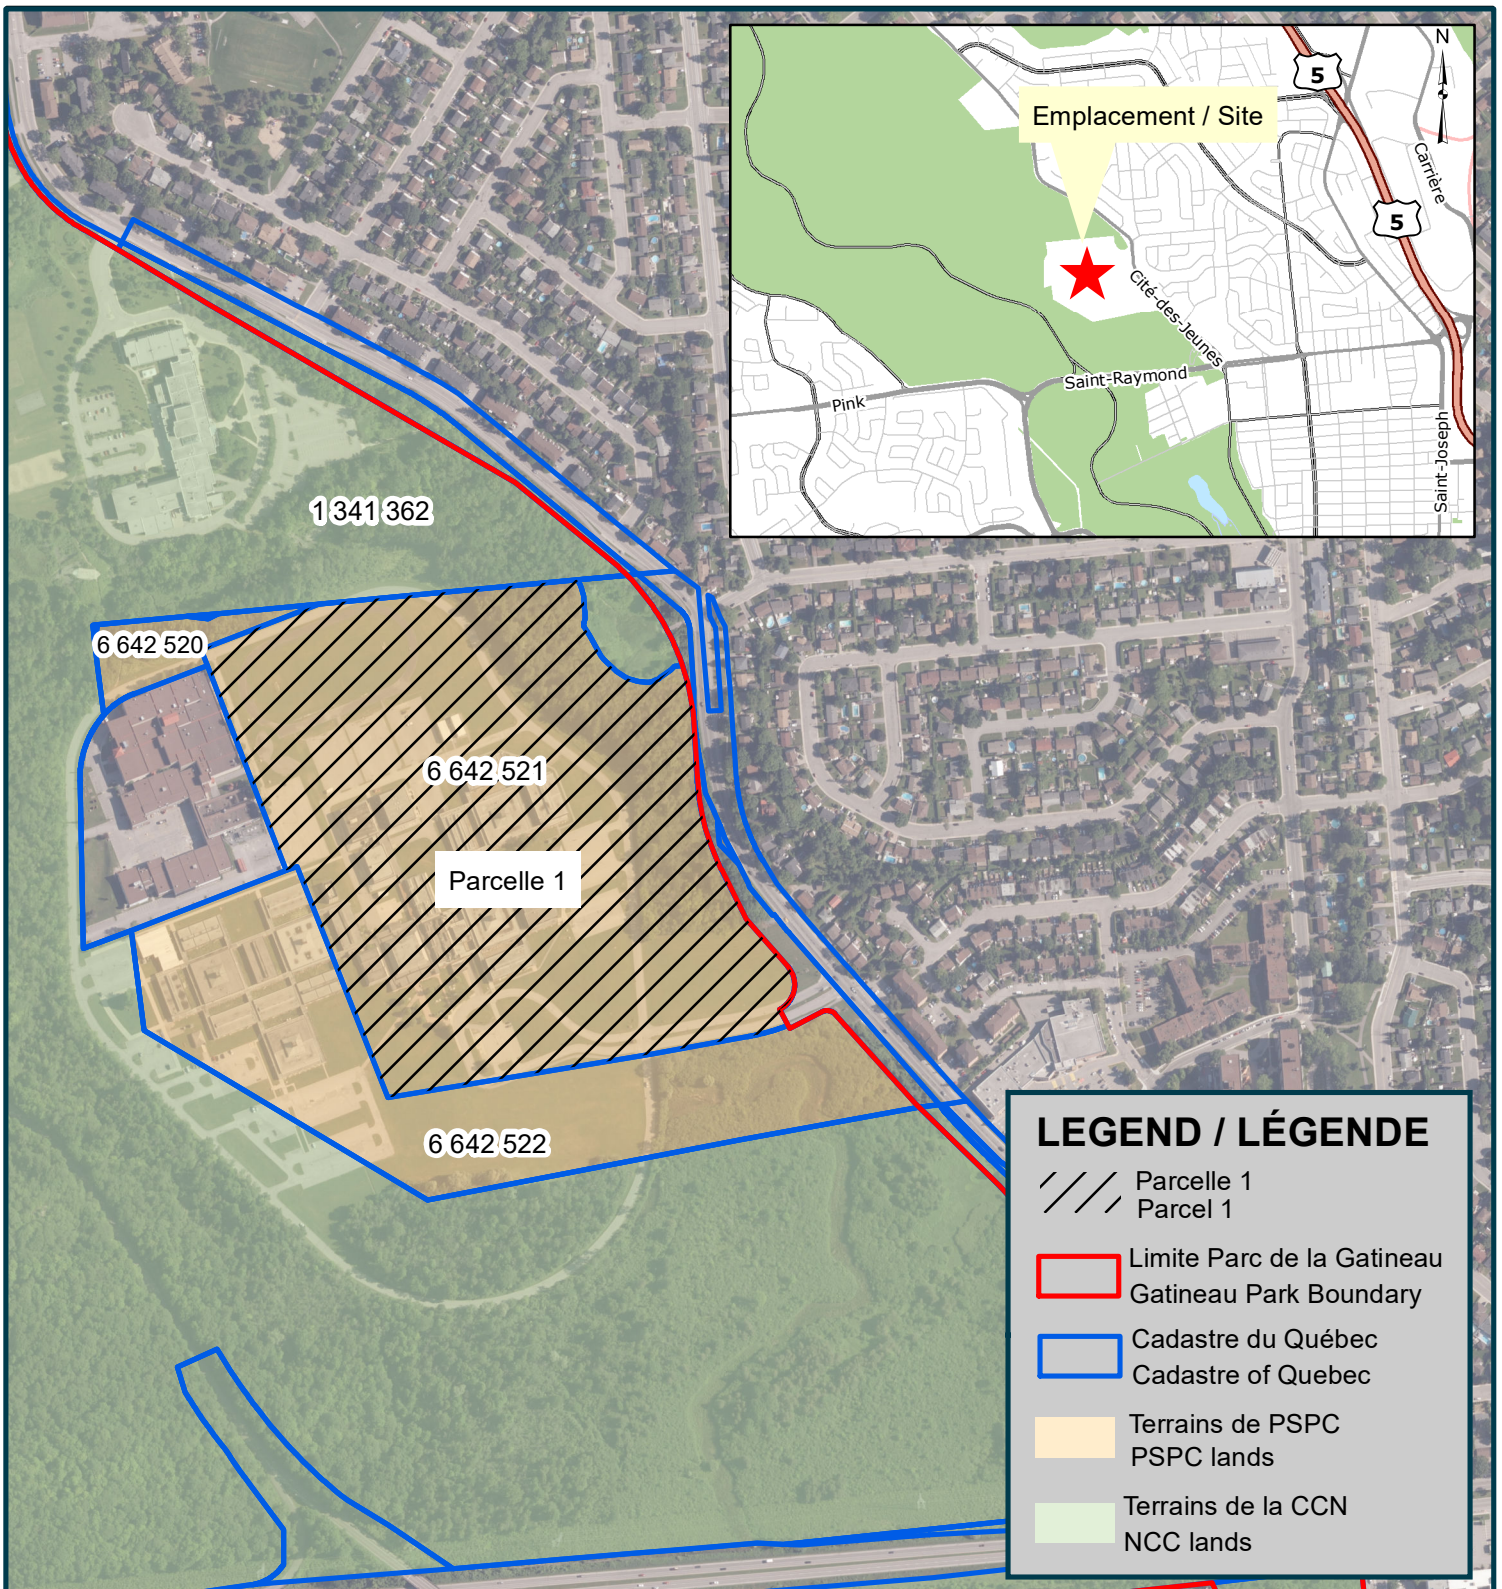 N
5
Emplacement / Site
Carrière
5
Cité-des-Jeunes
Saint-Raymond
Pink
Saint-Joseph
1 341 362
6 642 520
6 642 521
Parcelle 1
6 642 522
LEGEND / LÉGENDE
Parcelle 1
Parcel 1
Limite Parc de la Gatineau
Gatineau Park Boundary
Cadastre du Québec
Cadastre of Quebec
Terrains de PSPC
PSPC lands
Terrains de la CCN
NCC lands